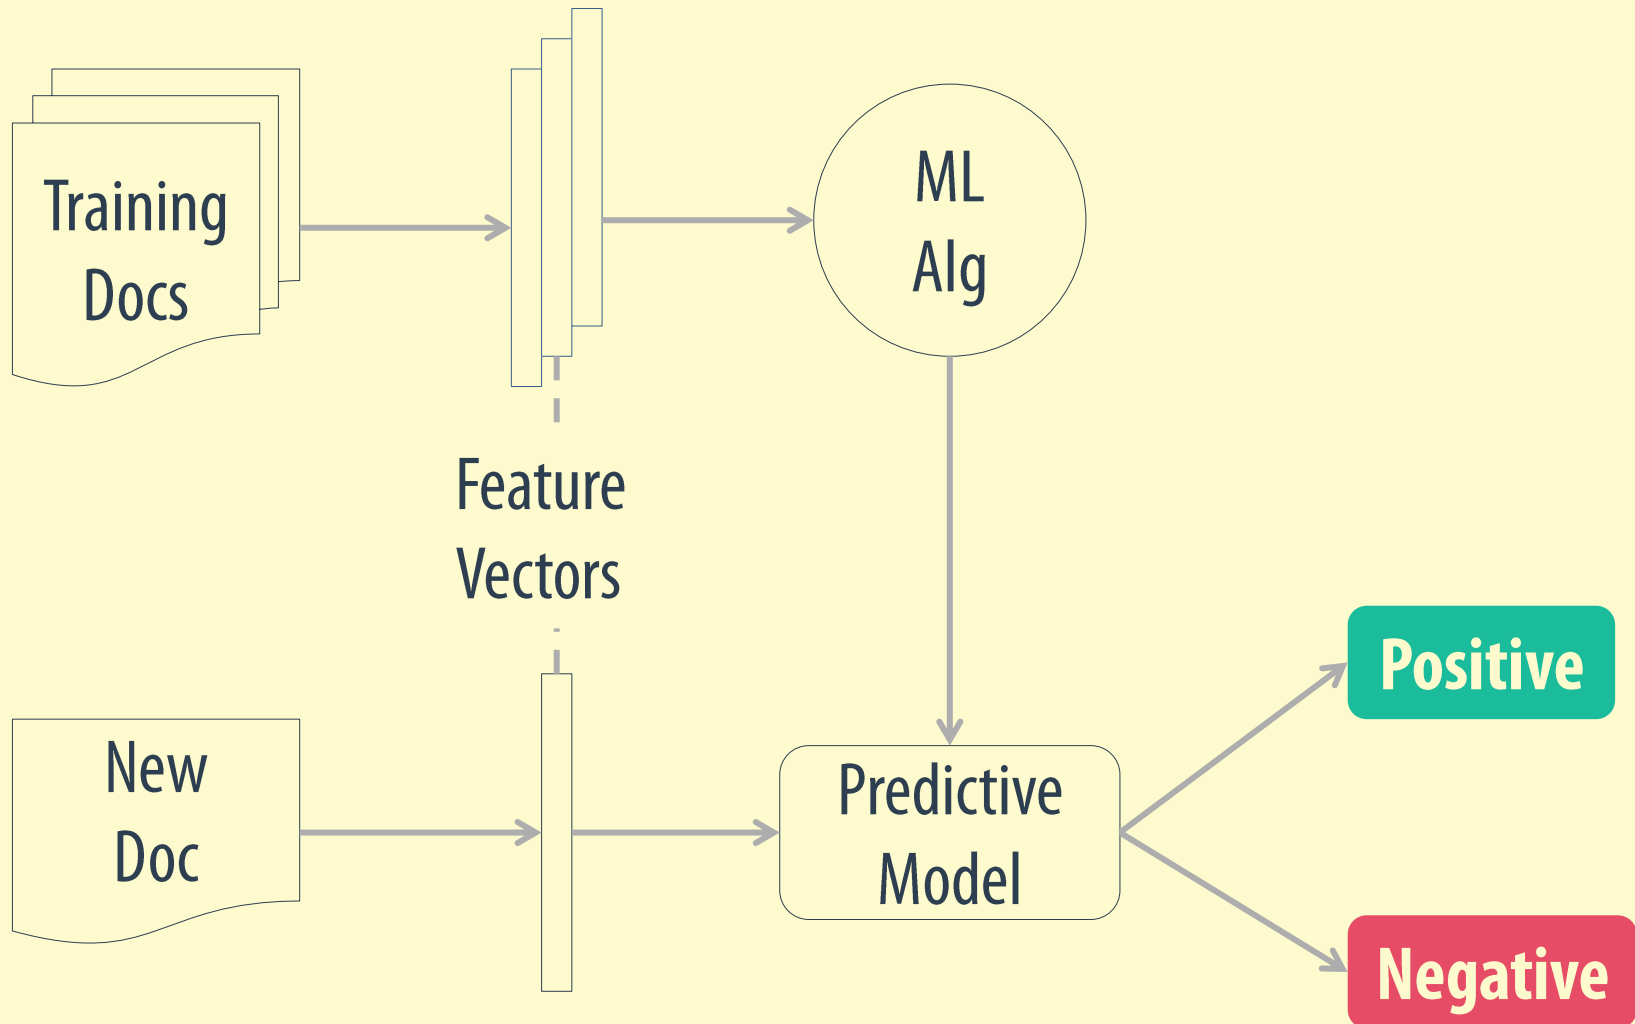 Training
Docs
ML
Alg
Feature
Vectors
New
Doc
Predictive
Model
Positive
Negative